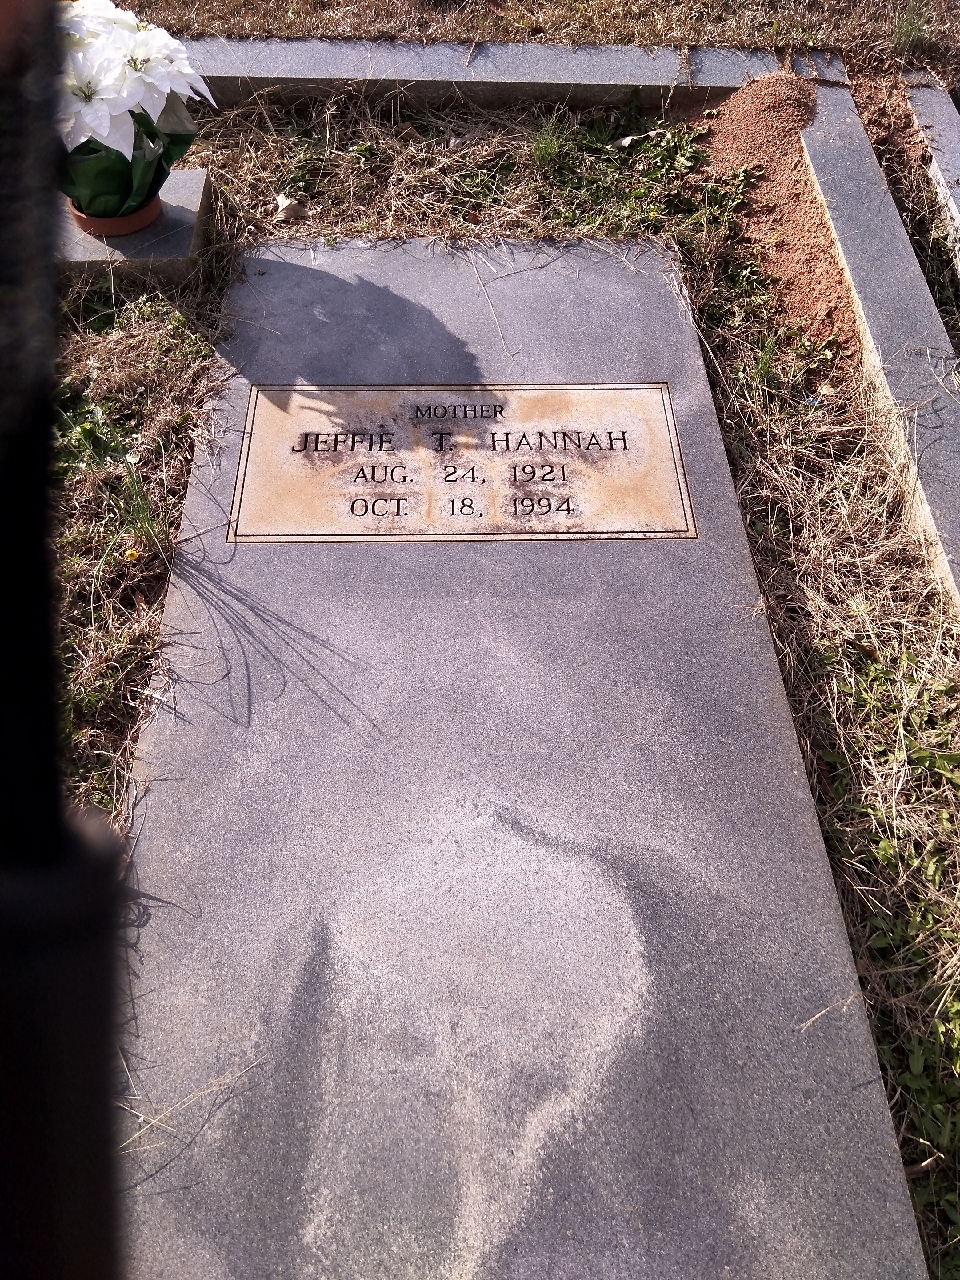 MOTHER
JEFFIE T. HANNAH
AUG. 24, 1921
OCT. 18, 1994